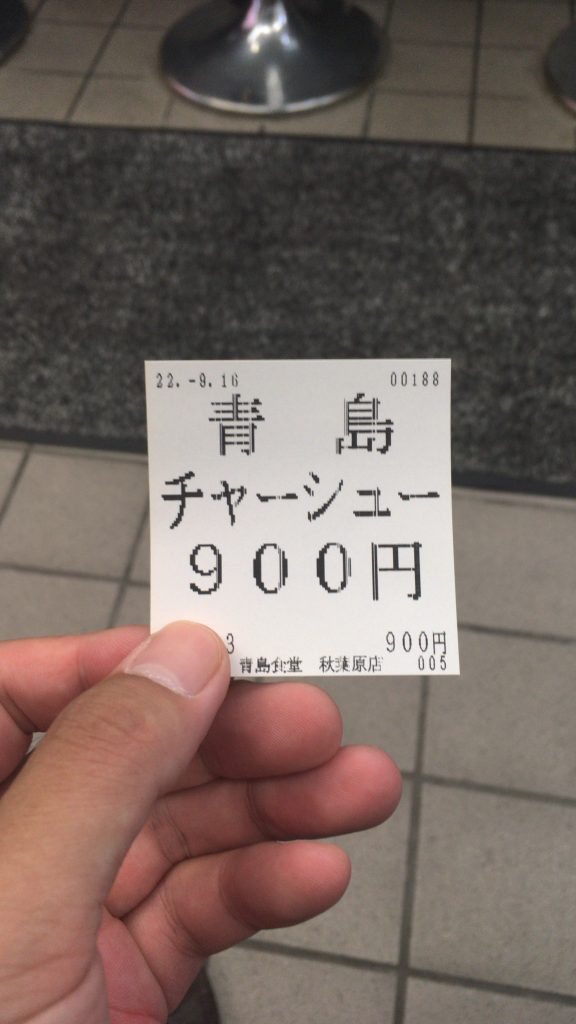 22.-9.16 00188
青 島
チャーシュー
900円
3 900円
青島食堂 秋葉原店 005